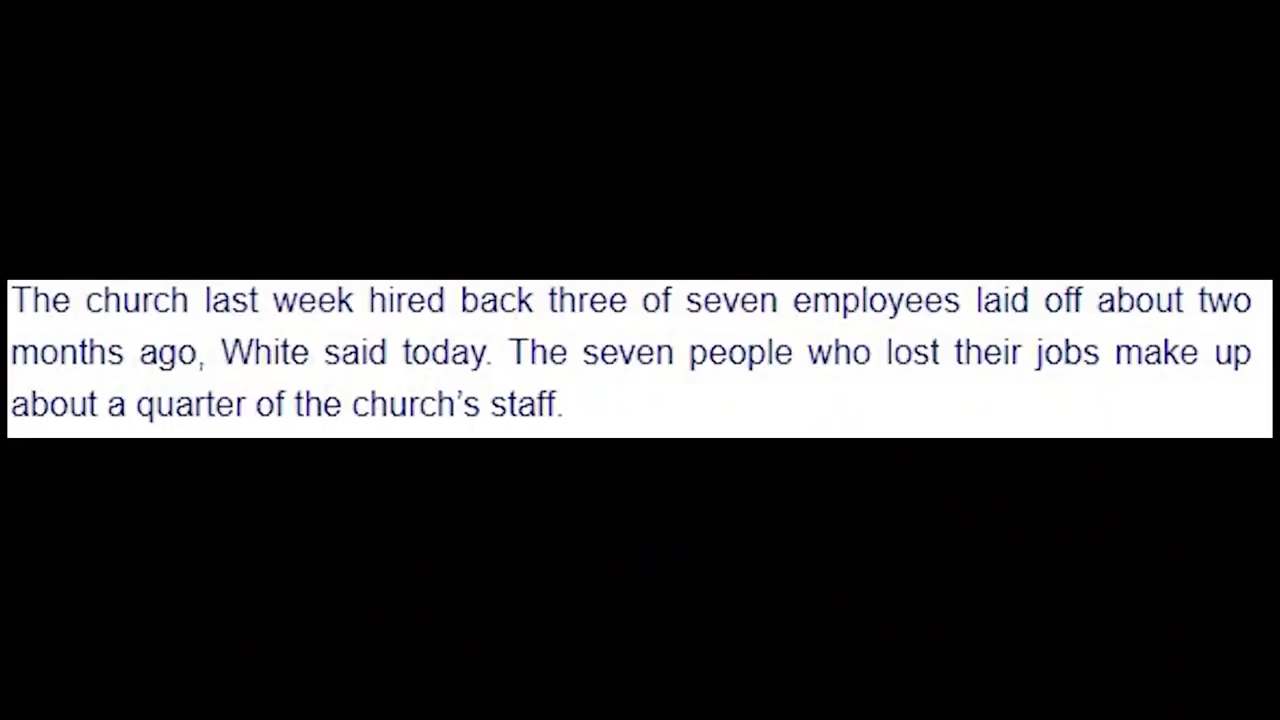 The church last week hired back three of seven employees laid off about two
months ago, White said today. The seven people who lost their jobs make up
about a quarter of the church’s staff.